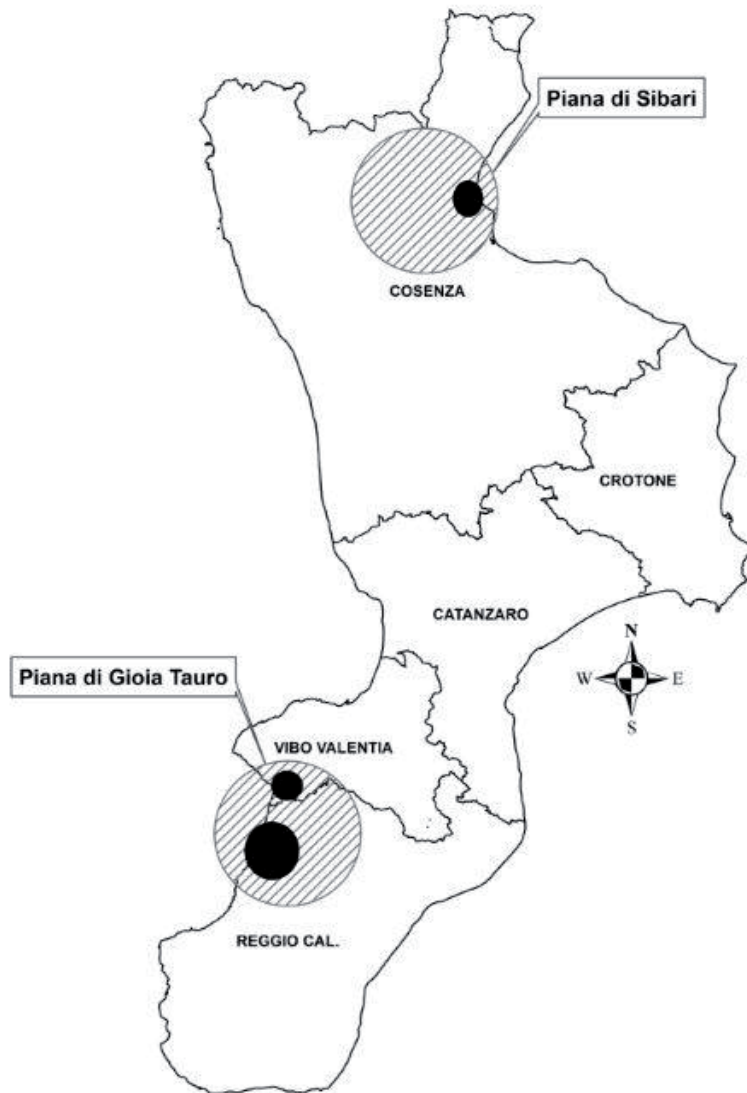 Piana di Sibari
COSENZA
CROTONE
CATANZARO
N
W E
S
Piana di Gioia Tauro
VIBO VALENTIA
REGGIO CAL.